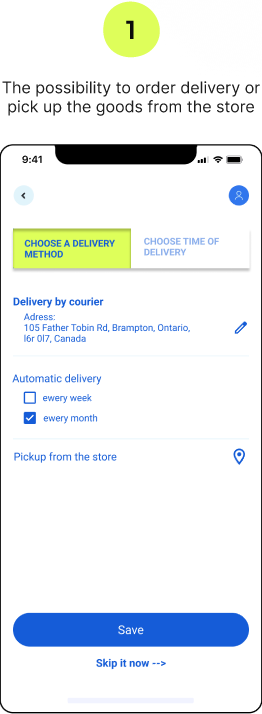 1
The possibility to order delivery or
pick up the goods from the store
9:41
CHOOSE A DELIVERY
METHOD
CHOOSE TIME OF
DELIVERY
Delivery by courier
Adress:
105 Father Tobin Rd, Brampton, Ontario,
l6r 0l7, Canada
Automatic delivery
ewery week
ewery month
Pickup from the store
Save
Skip it now -->